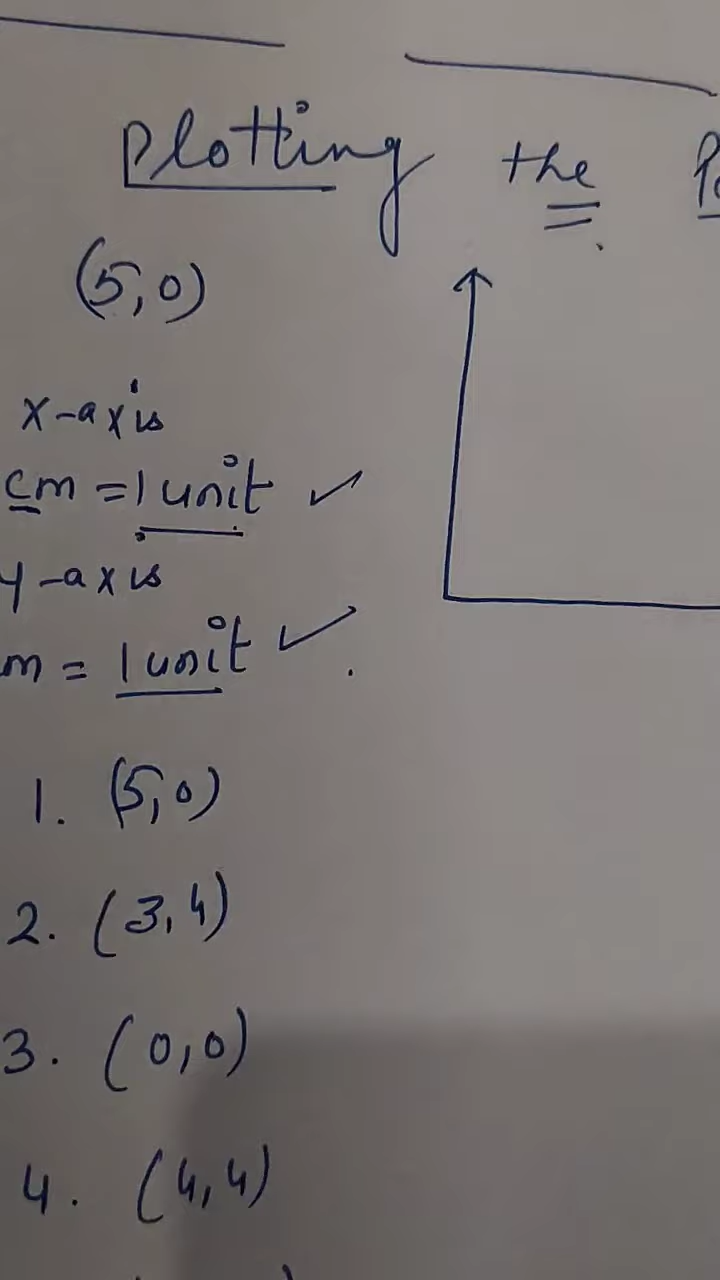 Plotting the
(5,0)
x-axis
cm = 1 unit ✓
y-axis
m = 1 unit ✓.
1. (5,0)
2. (3,4)
3. (0,0)
4. (4,4)